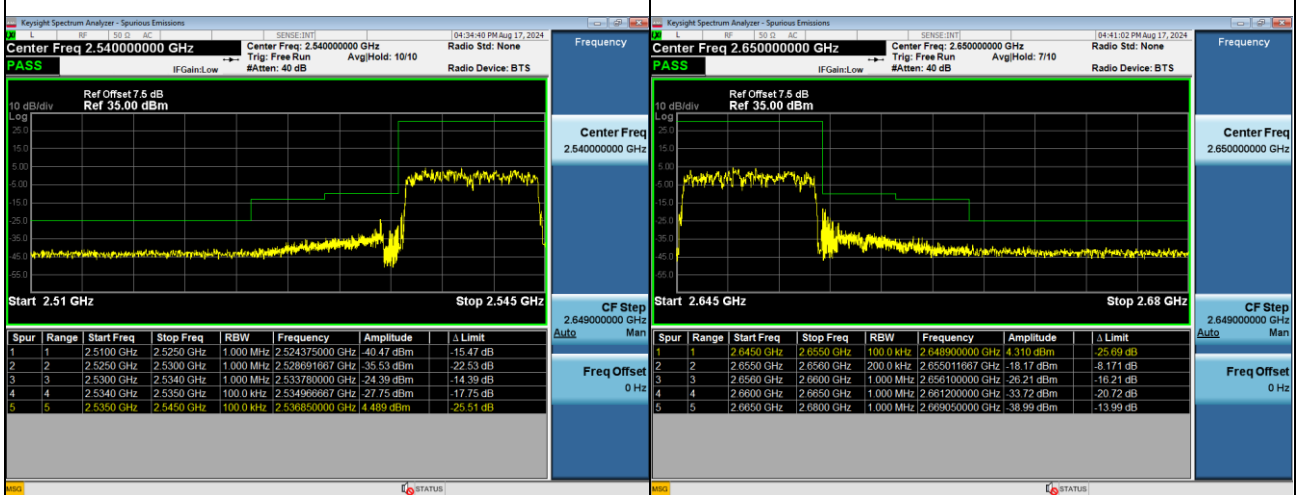 Keysight Spectrum Analyzer - Spurious Emissions
L RF 50 Ω AC SENSE:INT 04:34:40 PM Aug 17, 2024
Center Freq 2.540000000 GHz
Center Freq: 2.540000000 GHz
Radio Std: None
Trig: Free Run Avg|Hold: 10/10
PASS
IFGain:Low
#Atten: 40 dB
Radio Device: BTS
Ref Offset 7.5 dB
10 dB/div Ref 35.00 dBm
Log
25.0
15.0
5.00
-5.00
-15.0
-25.0
-35.0
-45.0
-55.0
Start 2.51 GHz Stop 2.545 GHz
Spur Range Start Freq Stop Freq RBW Frequency Amplitude Δ Limit
1 1 2.5100 GHz 2.5250 GHz 1.000 MHz 2.524375000 GHz -40.47 dBm -15.47 dB
2 2 2.5250 GHz 2.5300 GHz 1.000 MHz 2.528691667 GHz -35.53 dBm -22.53 dB
3 3 2.5300 GHz 2.5340 GHz 1.000 MHz 2.533780000 GHz -24.39 dBm -14.39 dB
4 4 2.5340 GHz 2.5350 GHz 100.0 kHz 2.534966667 GHz -27.75 dBm -17.75 dB
5 5 2.5350 GHz 2.5450 GHz 100.0 kHz 2.536850000 GHz 4.489 dBm -25.51 dB
MSG STATUS
Frequency
Center Freq
2.540000000 GHz
CF Step
2.649000000 GHz
Auto Man
Freq Offset
0 Hz
Keysight Spectrum Analyzer - Spurious Emissions
L RF 50 Ω AC SENSE:INT 04:41:02 PM Aug 17, 2024
Center Freq 2.650000000 GHz
Center Freq: 2.650000000 GHz
Radio Std: None
Trig: Free Run Avg|Hold: 7/10
PASS
IFGain:Low
#Atten: 40 dB
Radio Device: BTS
Ref Offset 7.5 dB
10 dB/div Ref 35.00 dBm
Log
25.0
15.0
5.00
-5.00
-15.0
-25.0
-35.0
-45.0
-55.0
Start 2.645 GHz Stop 2.68 GHz
Spur Range Start Freq Stop Freq RBW Frequency Amplitude Δ Limit
1 1 2.6450 GHz 2.6550 GHz 100.0 kHz 2.648900000 GHz 4.310 dBm -25.69 dB
2 2 2.6550 GHz 2.6560 GHz 200.0 kHz 2.655011667 GHz -18.17 dBm -8.171 dB
3 3 2.6560 GHz 2.6600 GHz 1.000 MHz 2.656100000 GHz -26.21 dBm -16.21 dB
4 4 2.6600 GHz 2.6650 GHz 1.000 MHz 2.661200000 GHz -33.72 dBm -20.72 dB
5 5 2.6650 GHz 2.6800 GHz 1.000 MHz 2.669050000 GHz -38.99 dBm -13.99 dB
MSG STATUS
Frequency
Center Freq
2.650000000 GHz
CF Step
2.649000000 GHz
Auto Man
Freq Offset
0 Hz